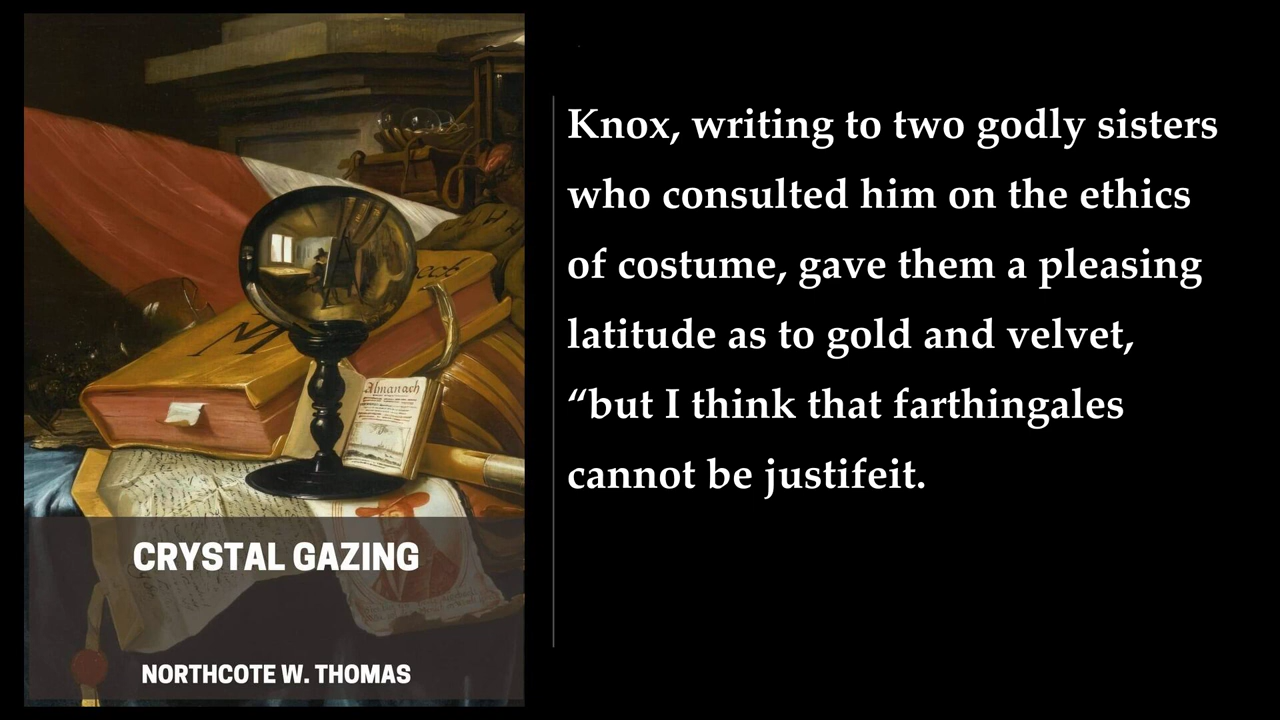 Knox, writing to two godly sisters
who consulted him on the ethics
of costume, gave them a pleasing
latitude as to gold and velvet,
“but I think that farthingales
cannot be justifeit.
Almanach
M
CRYSTAL GAZING
NORTHCOTE W. THOMAS